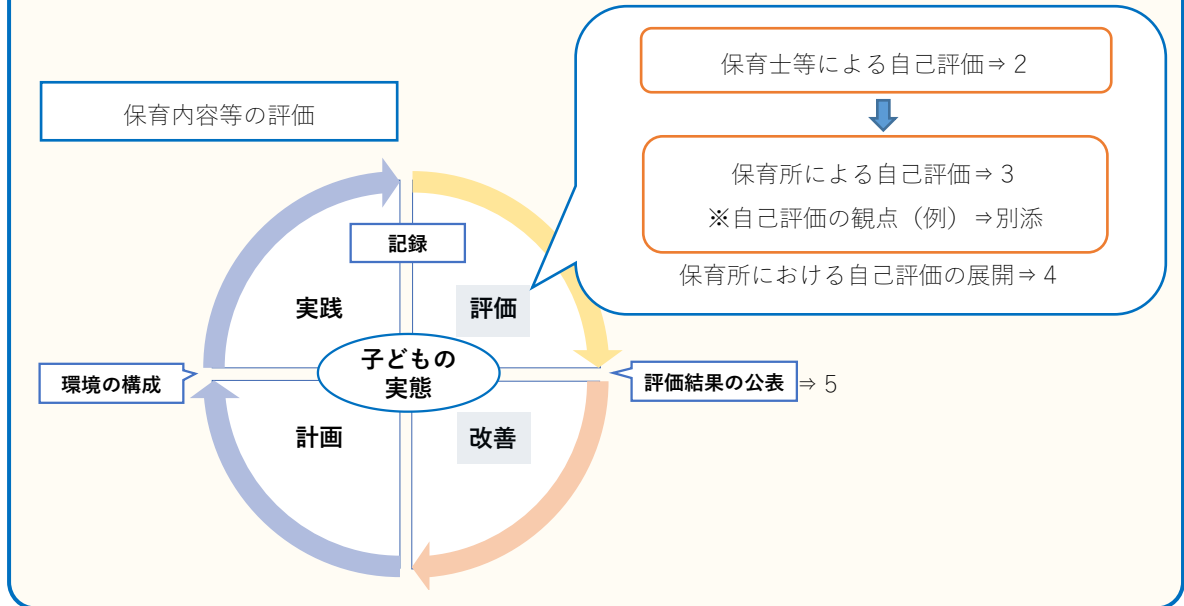 保育士等による自己評価⇒２
保育内容等の評価
保育所による自己評価⇒３
※自己評価の観点（例）⇒別添
保育所における自己評価の展開⇒４
記録
実践
評価
子どもの
実態
環境の構成
評価結果の公表⇒５
計画
改善